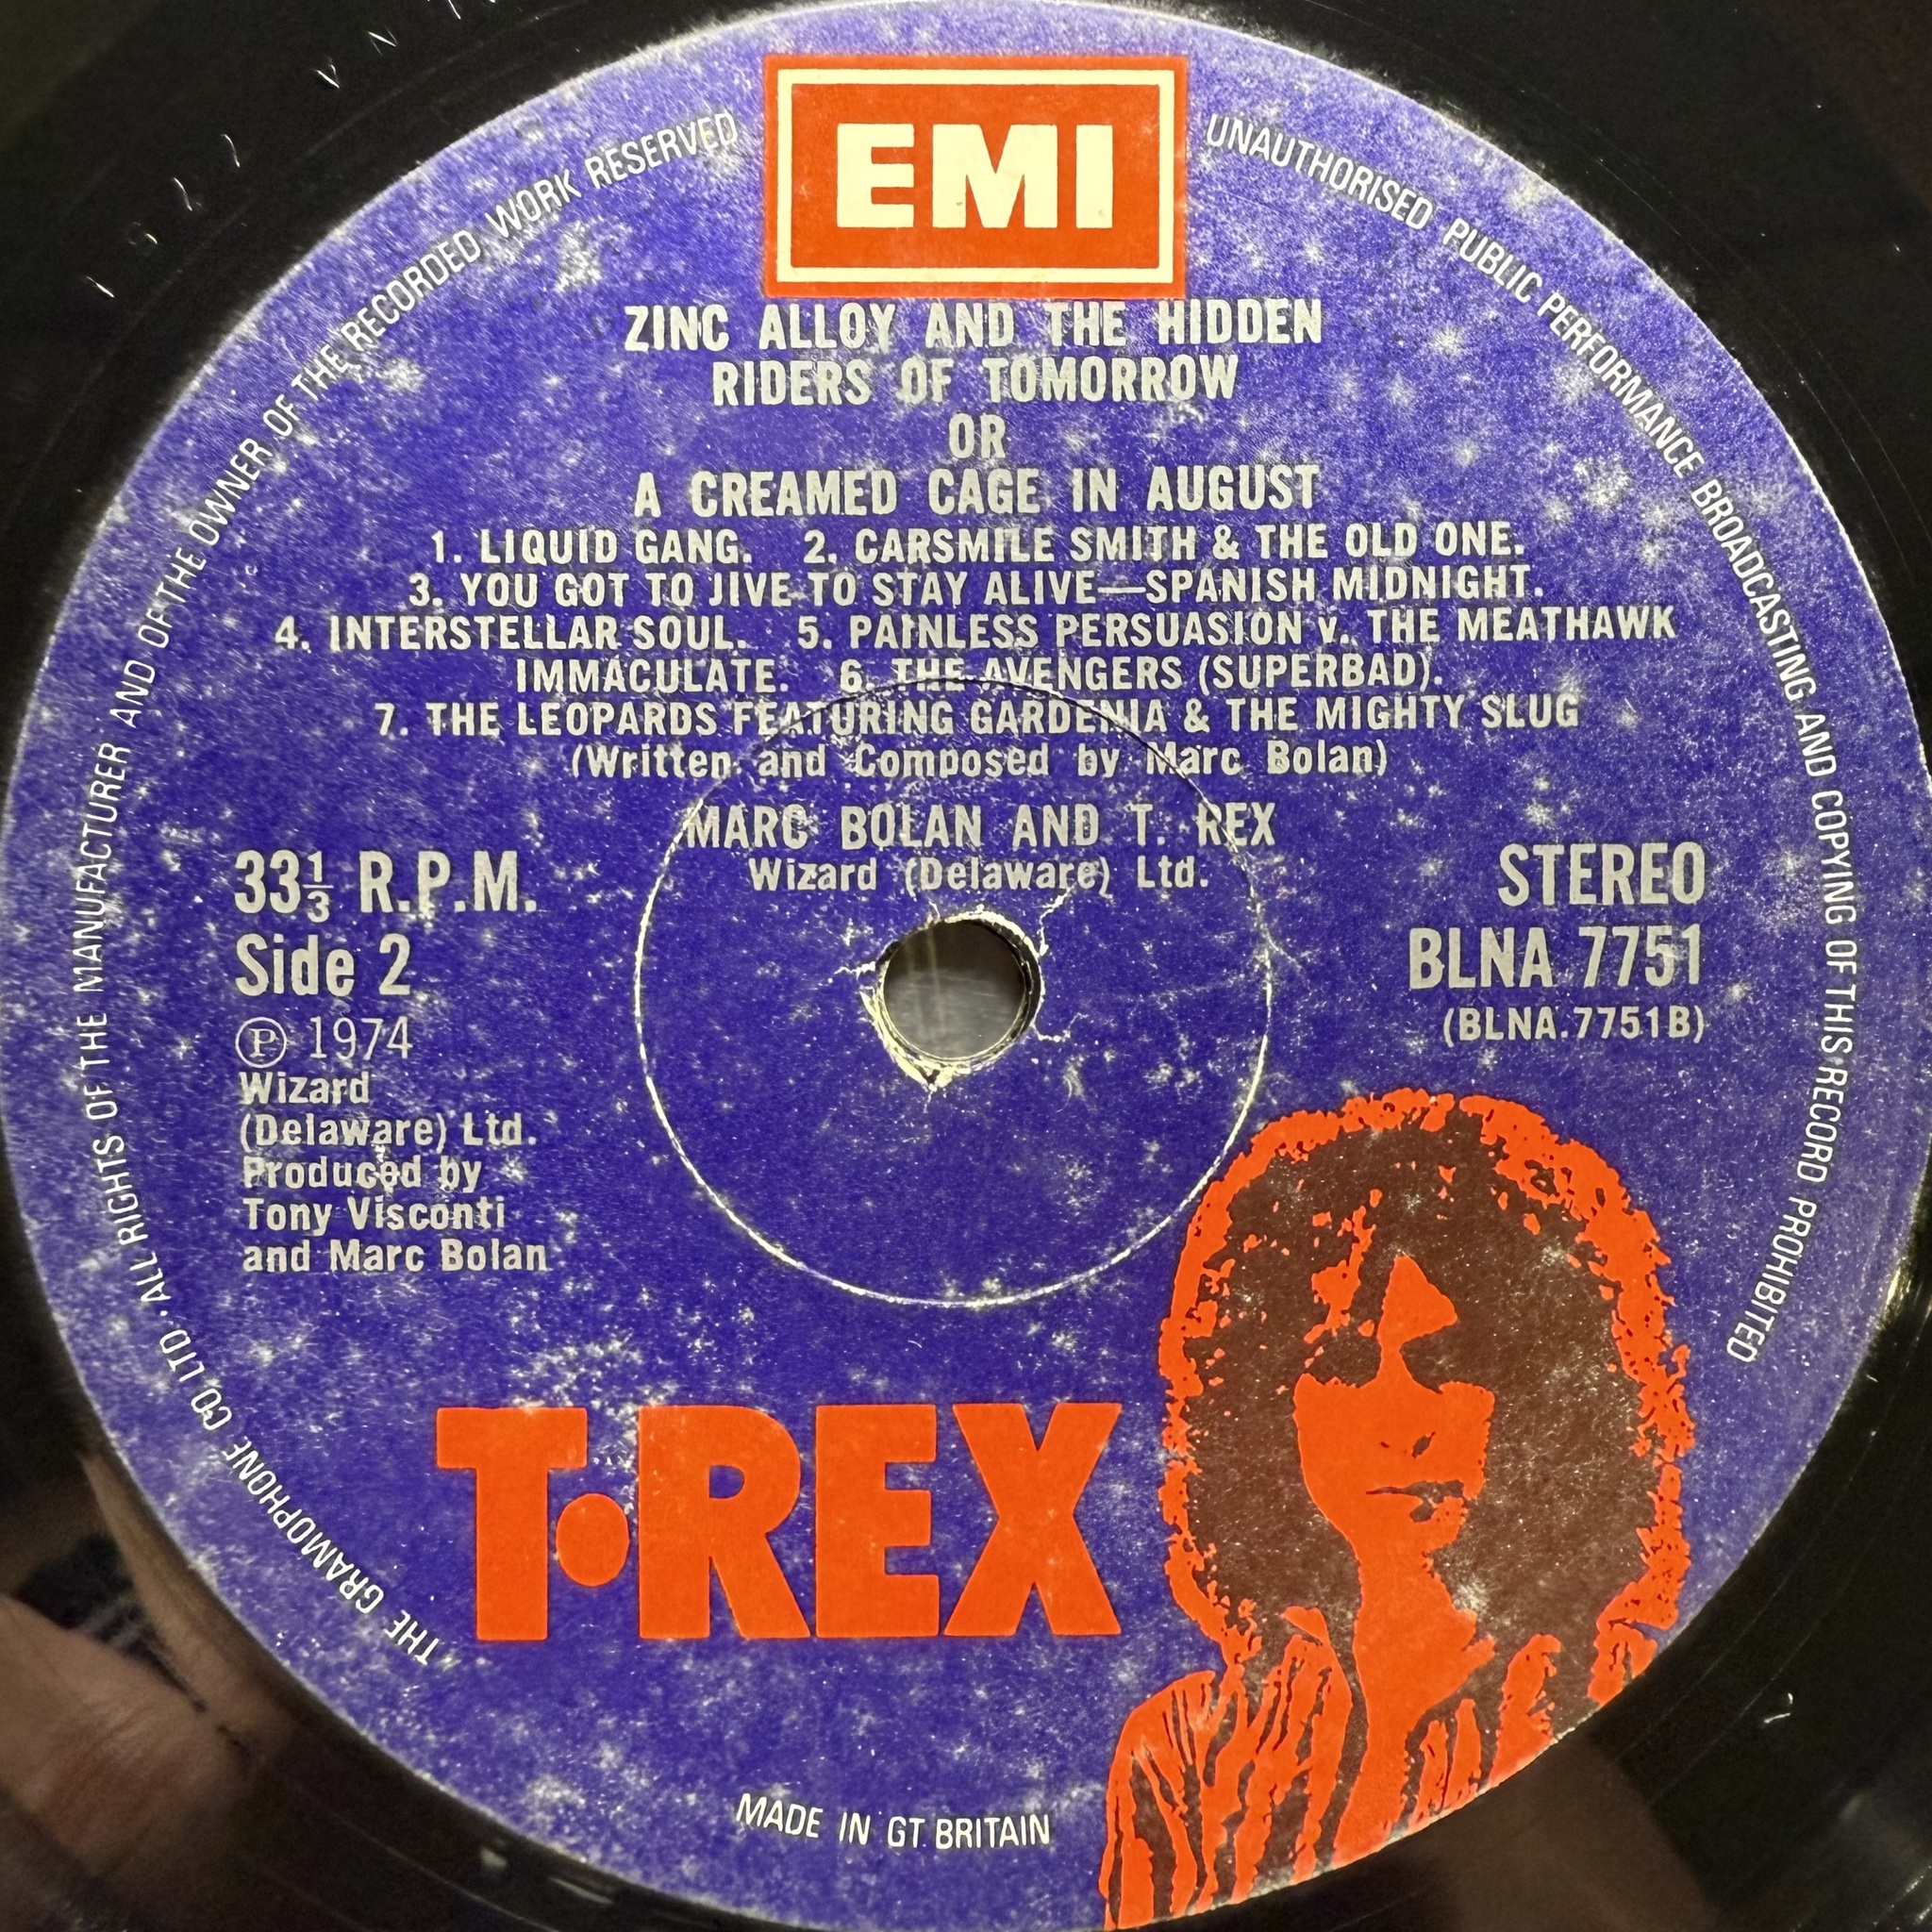 EMI
ZINC ALLOY AND THE HIDDEN
RIDERS OF TOMORROW
OR
A CREAMED CAGE IN AUGUST
1. LIQUID GANG. 2. CARSMILE SMITH & THE OLD ONE.
3. YOU GOT TO JIVE TO STAY ALIVE—SPANISH MIDNIGHT.
4. INTERSTELLAR SOUL. 5. PAINLESS PERSUASION v. THE MEATHAWK
IMMACULATE. 6. THE AVENGERS (SUPERBAD).
7. THE LEOPARDS FEATURING GARDENIA & THE MIGHTY SLUG
(Written and Composed by Marc Bolan)
MARC BOLAN AND T. REX
Wizard (Delaware) Ltd.
33⅓ R.P.M.
Side 2
Ⓟ 1974
Wizard
(Delaware) Ltd.
Produced by
Tony Visconti
and Marc Bolan
STEREO
BLNA 7751
(BLNA.7751B)
T·REX
THE GRAMOPHONE CO LTD · ALL RIGHTS OF THE MANUFACTURER AND OF THE OWNER OF THE RECORDED WORK RESERVED
UNAUTHORISED PUBLIC PERFORMANCE BROADCASTING AND COPYING OF THIS RECORD PROHIBITED
MADE IN GT. BRITAIN